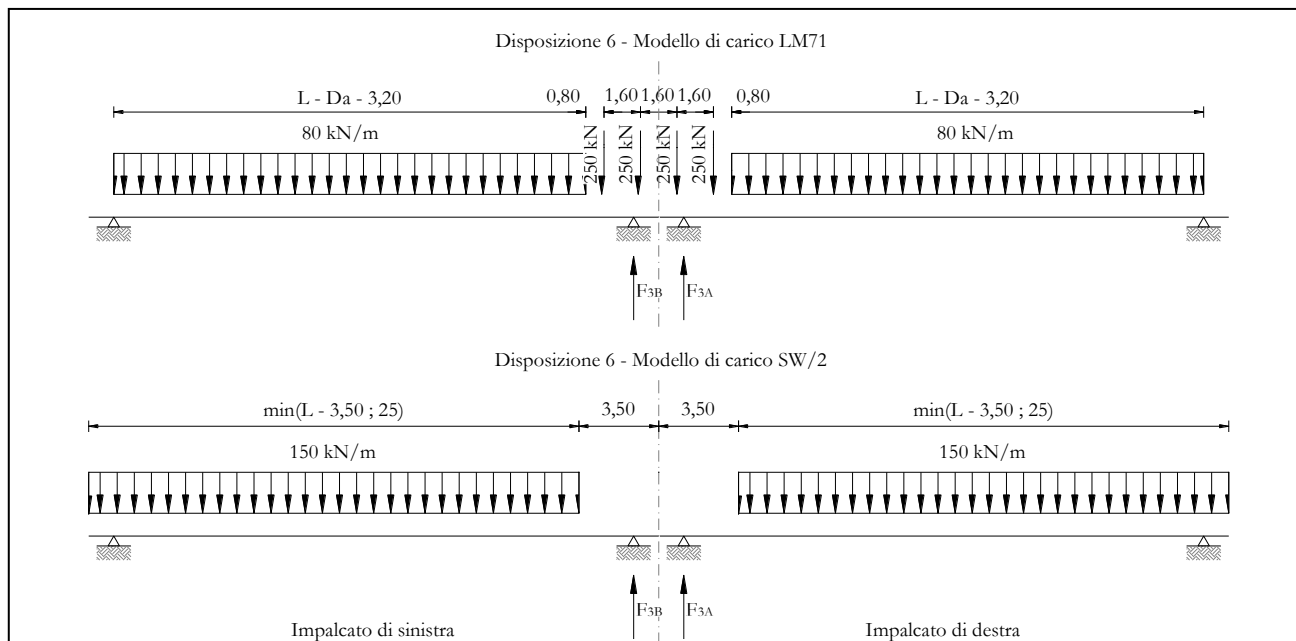 Disposizione 6 - Modello di carico LM71
L - Da - 3,20 0,80 1,60 1,60 1,60 0,80 L - Da - 3,20
80 kN/m 250 kN 250 kN 250 kN 250 kN 80 kN/m
F3B F3A
Disposizione 6 - Modello di carico SW/2
min(L - 3,50 ; 25) 3,50 3,50 min(L - 3,50 ; 25)
150 kN/m 150 kN/m
F3B F3A
Impalcato di sinistra Impalcato di destra